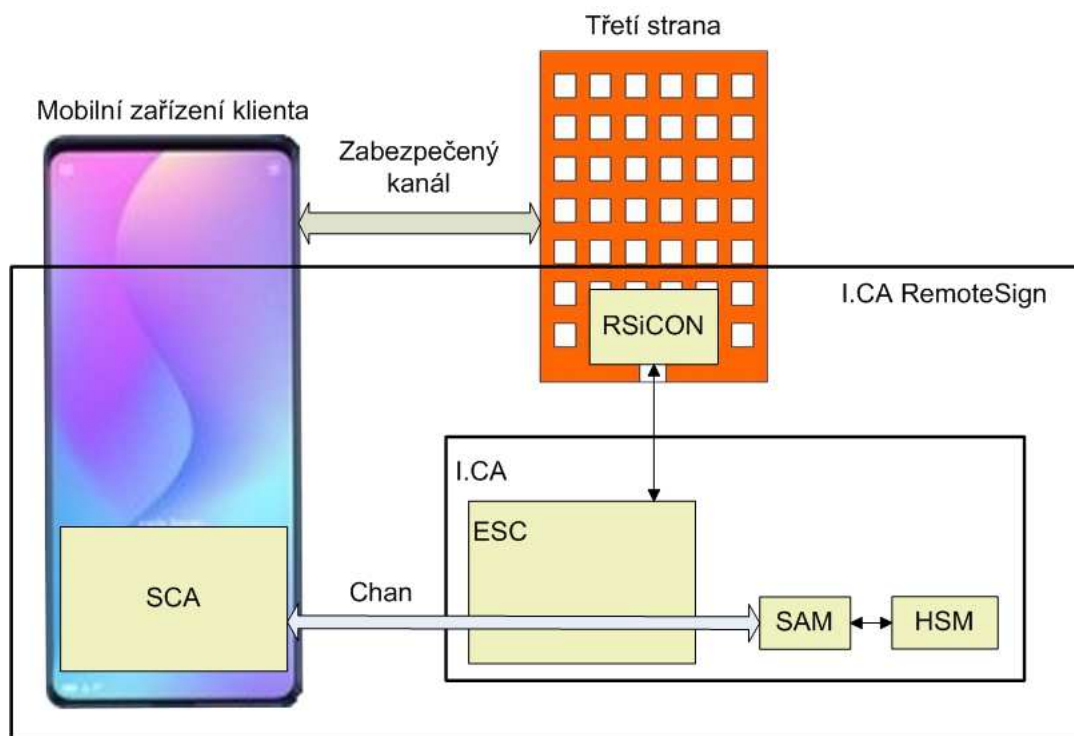 Třetí strana
Mobilní zařízení klienta
Zabezpečený
kanál
I.CA RemoteSign
RSiCON
I.CA
ESC
SCA
Chan
SAM
HSM